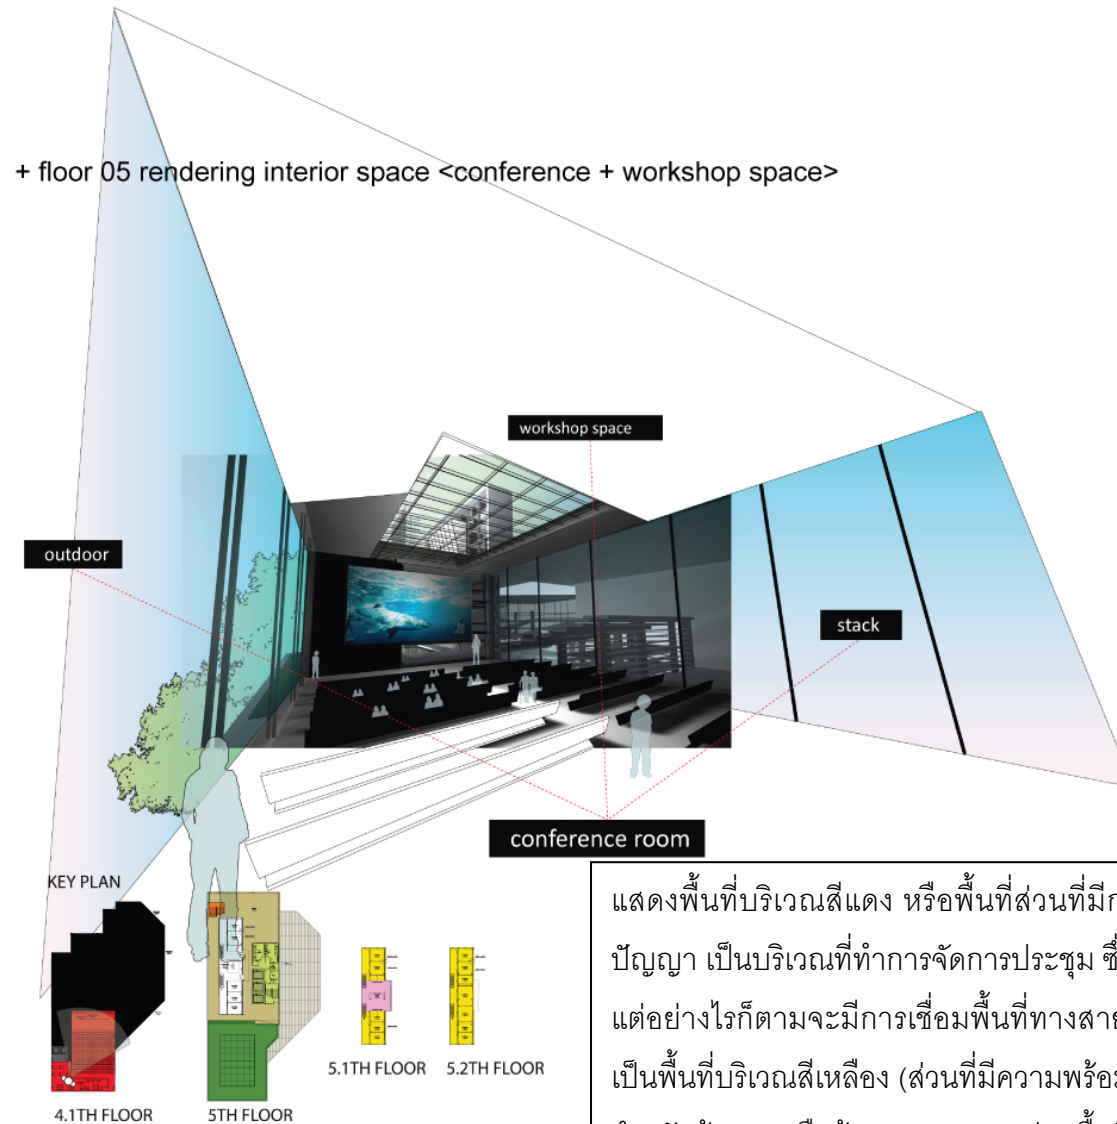 + floor 05 rendering interior space <conference + workshop space>
workshop space
outdoor
stack
conference room
KEY PLAN
4.1TH FLOOR
5TH FLOOR
5.1TH FLOOR
5.2TH FLOOR
แสดงพื้นที่บริเวณสีแดง หรือพื้นที่ส่วนที่มีก
ปัญญา เป็นบริเวณที่ทำการจัดการประชุม ซึ่
แต่อย่างไรก็ตามจะมีการเชื่อมพื้นที่ทางสาย
เป็นพื้นที่บริเวณสีเหลือง (ส่วนที่มีความพร้อม